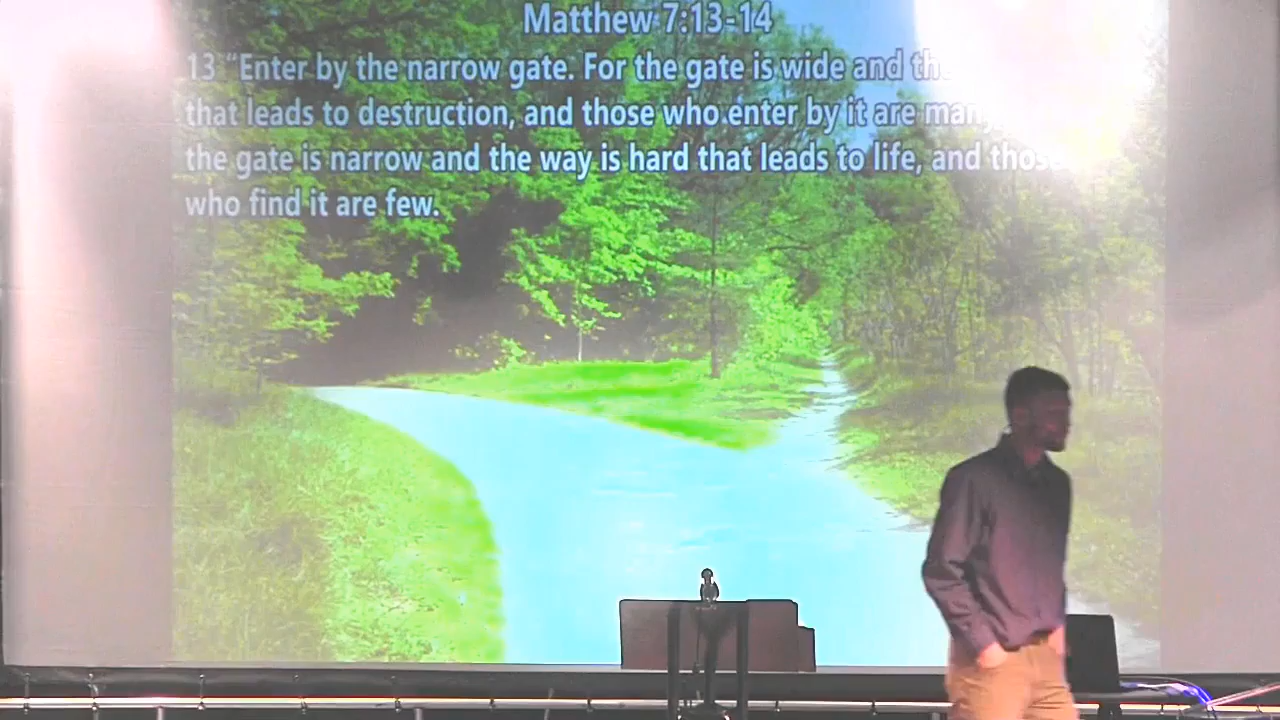 Matthew 7:13-14
13 “Enter by the narrow gate. For the gate is wide and
that leads to destruction, and those who enter by it are
the gate is narrow and the way is hard that leads to life, and those
who find it are few.